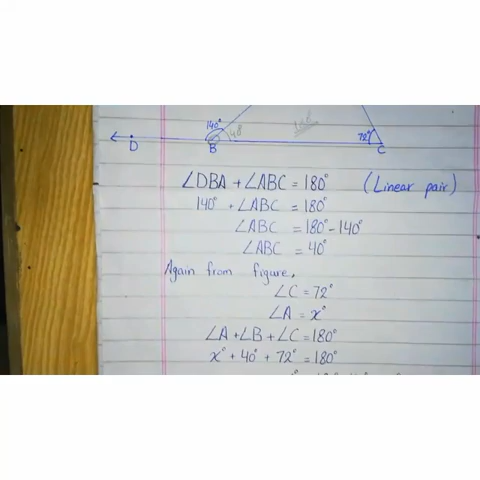 140°
40°
72°
D B C
∠DBA + ∠ABC = 180° (Linear pair)
140° + ∠ABC = 180°
∠ABC = 180° - 140°
∠ABC = 40°
Again from figure,
∠C = 72°
∠A = x°
∠A + ∠B + ∠C = 180°
x° + 40° + 72° = 180°